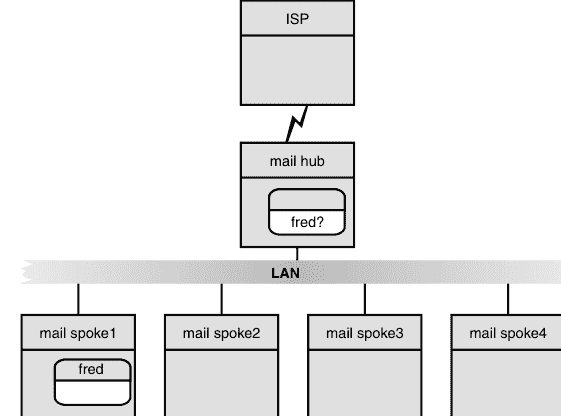 ISP
mail hub
fred?
LAN
mail spoke1
mail spoke2
mail spoke3
mail spoke4
fred